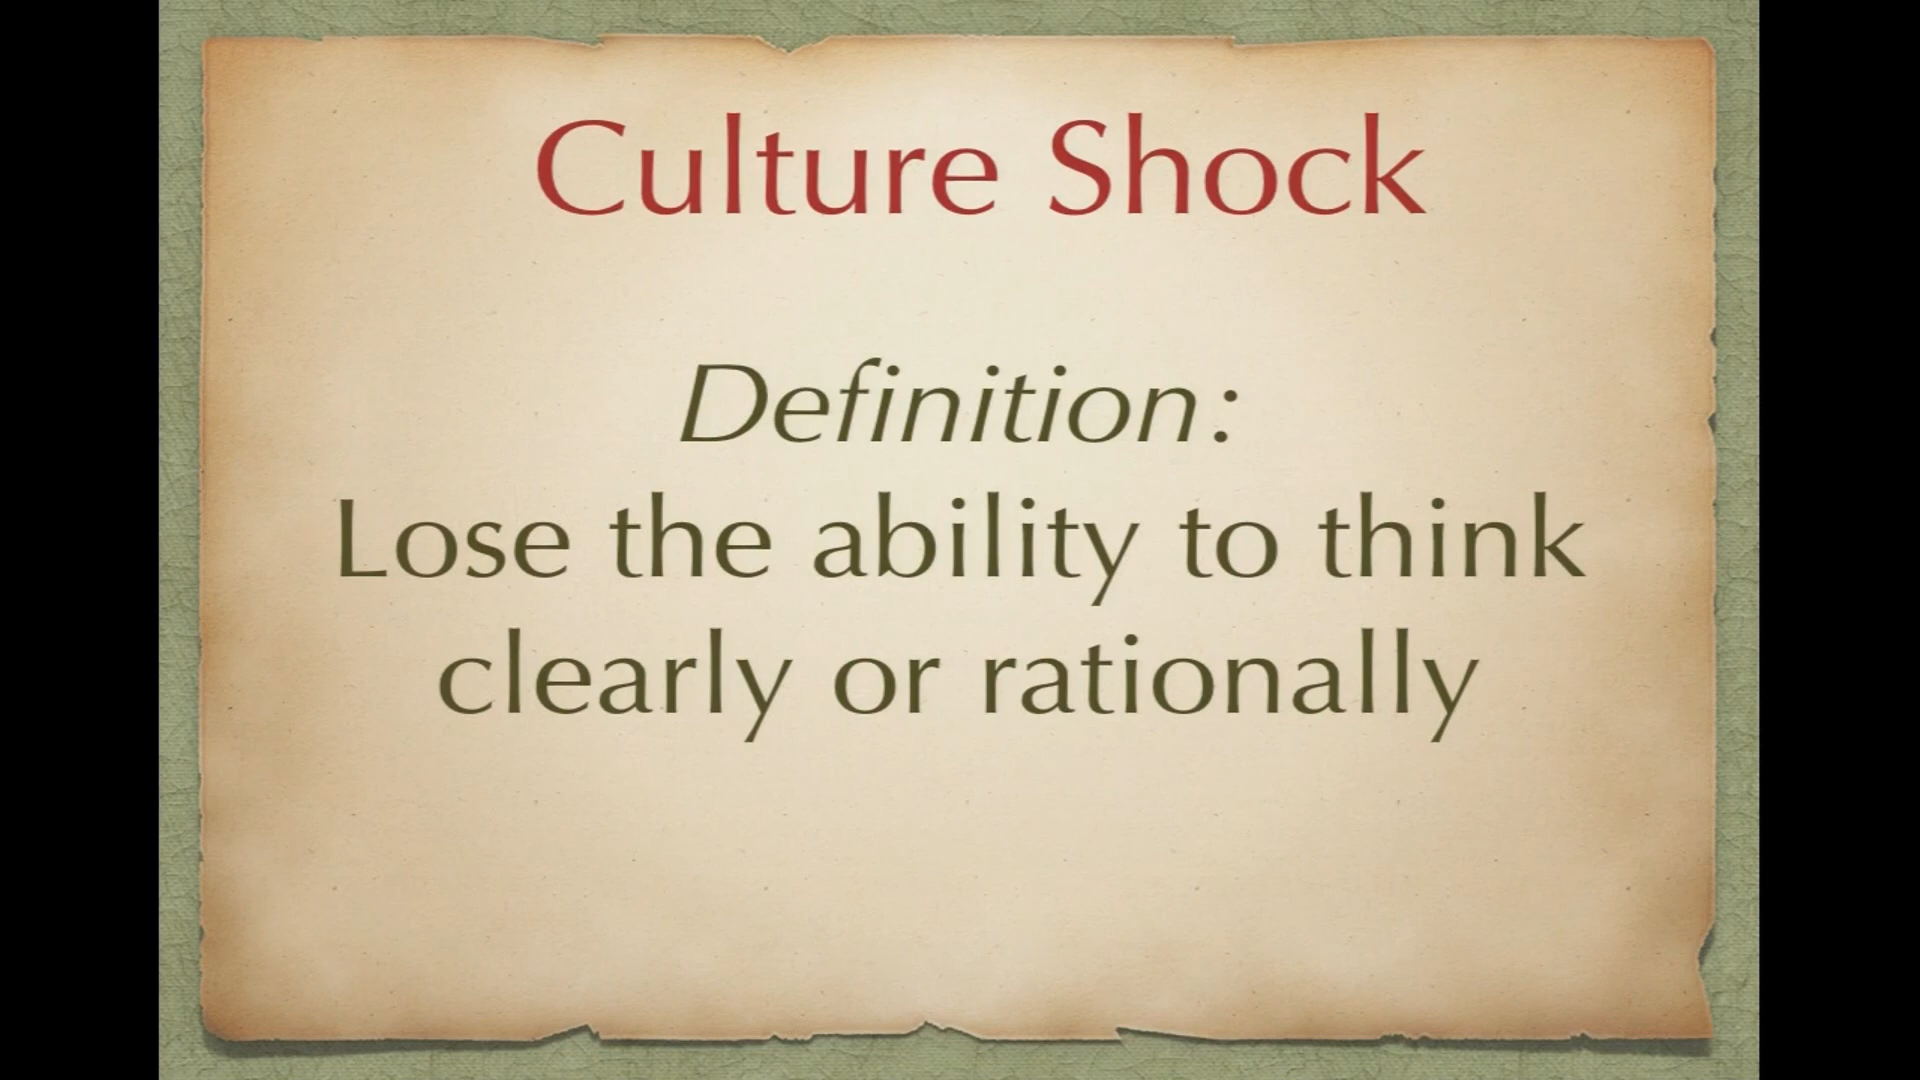 Culture Shock
Definition:
Lose the ability to think
clearly or rationally